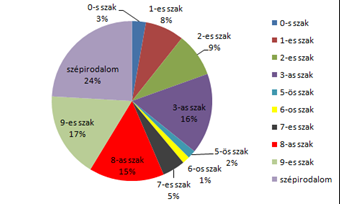 0-s szak
3%
1-es szak
8%
2-es szak
9%
3-as szak
16%
5-ös szak
2%
6-os szak
1%
7-es szak
5%
8-as szak
15%
9-es szak
17%
szépirodalom
24%
0-s szak
1-es szak
2-es szak
3-as szak
5-ös szak
6-os szak
7-es szak
8-as szak
9-es szak
szépirodalom